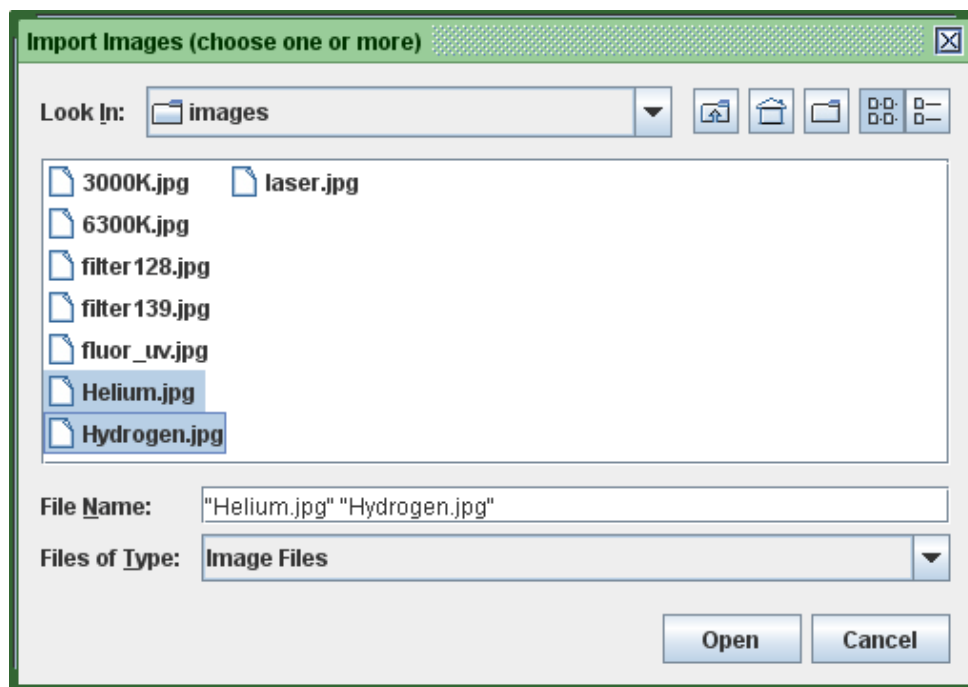 Import Images (choose one or more)
Look In: images
3000K.jpg laser.jpg
6300K.jpg
filter128.jpg
filter139.jpg
fluor_uv.jpg
Helium.jpg
Hydrogen.jpg
File Name: "Helium.jpg" "Hydrogen.jpg"
Files of Type: Image Files
Open Cancel